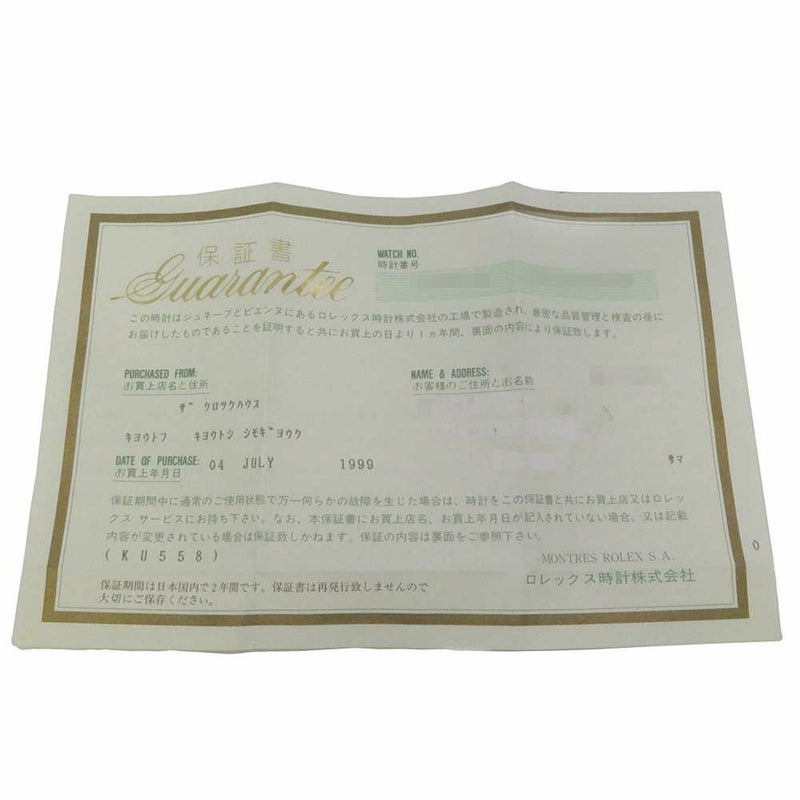 保証書
Guarantee
WATCH NO.
時計番号
この時計はジュネーブとビエンヌにあるロレックス時計株式会社の工場で製造され、厳密な品質管理と検査の後に
お届けしたものであることを証明すると共にお買上の日より1ヵ年間、裏面の内容により保証致します。
PURCHASED FROM:
お買上店名と住所
NAME & ADDRESS:
お客様のご住所とお名前
ザ クロツクハウス
キヨウトフ キヨウトシ シモギヨウク
DATE OF PURCHASE: 04 JULY 1999
お買上年月日
タマ
保証期間中に通常のご使用状態で万一何らかの故障を生じた場合は、時計をこの保証書と共にお買上店又はロレッ
クス サービスにお持ち下さい。なお、本保証書にお買上店名、お買上年月日が記入されていない場合、又は記載
内容が変更されている場合は保証致しかねます。保証の内容は裏面をご参照下さい。
(KU558)
MONTRES ROLEX S.A.
ロレックス時計株式会社
保証期間は日本国内で2年間です。保証書は再発行致しませんので
大切にご保存ください。
0